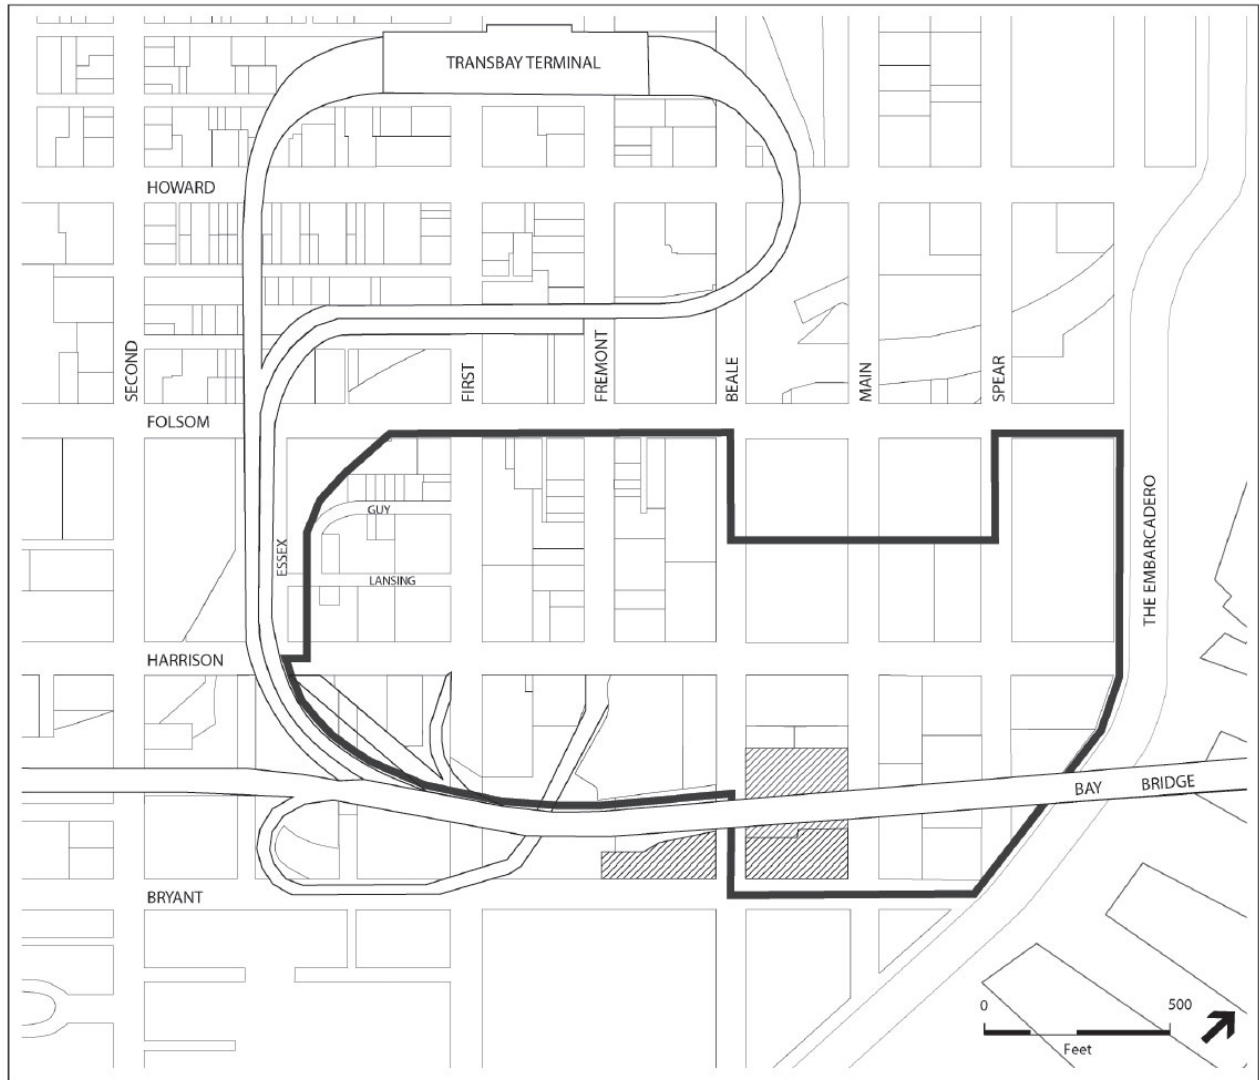 TRANSBAY TERMINAL
HOWARD
SECOND
FIRST
FREMONT
BEALE
MAIN
SPEAR
FOLSOM
GUY
ESSEX
LANSING
THE EMBARCADERO
HARRISON
BAY BRIDGE
BRYANT
0 500
Feet